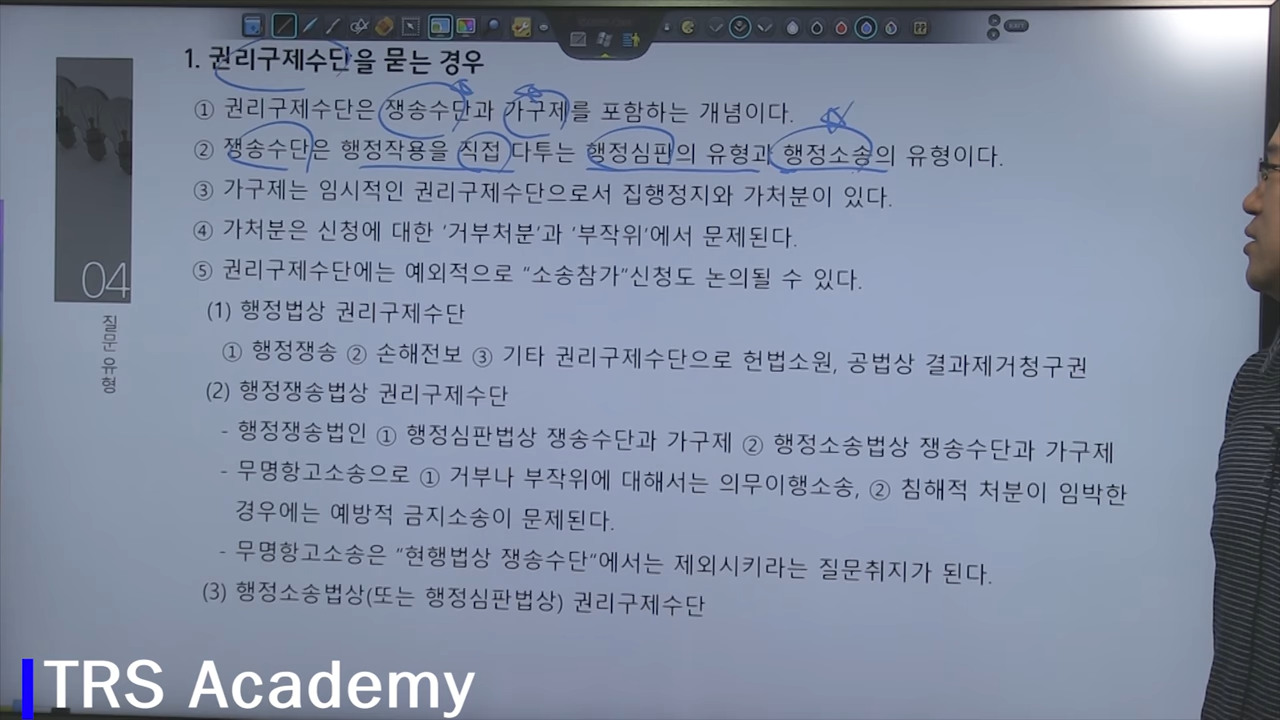 1. 권리구제수단을 묻는 경우
① 권리구제수단은 쟁송수단과 가구제를 포함하는 개념이다.
② 쟁송수단은 행정작용을 직접 다투는 행정심판의 유형과 행정소송의 유형이다.
③ 가구제는 임시적인 권리구제수단으로서 집행정지와 가처분이 있다.
④ 가처분은 신청에 대한 ‘거부처분’과 ‘부작위’에서 문제된다.
⑤ 권리구제수단에는 예외적으로 “소송참가”신청도 논의될 수 있다.
(1) 행정법상 권리구제수단
① 행정쟁송 ② 손해전보 ③ 기타 권리구제수단으로 헌법소원, 공법상 결과제거청구권
(2) 행정쟁송법상 권리구제수단
- 행정쟁송법인 ① 행정심판법상 쟁송수단과 가구제 ② 행정소송법상 쟁송수단과 가구제
- 무명항고소송으로 ① 거부나 부작위에 대해서는 의무이행소송, ② 침해적 처분이 임박한
경우에는 예방적 금지소송이 문제된다.
- 무명항고소송은 “현행법상 쟁송수단”에서는 제외시키라는 질문취지가 된다.
(3) 행정소송법상(또는 행정심판법상) 권리구제수단
04
질문유형
TRS Academy